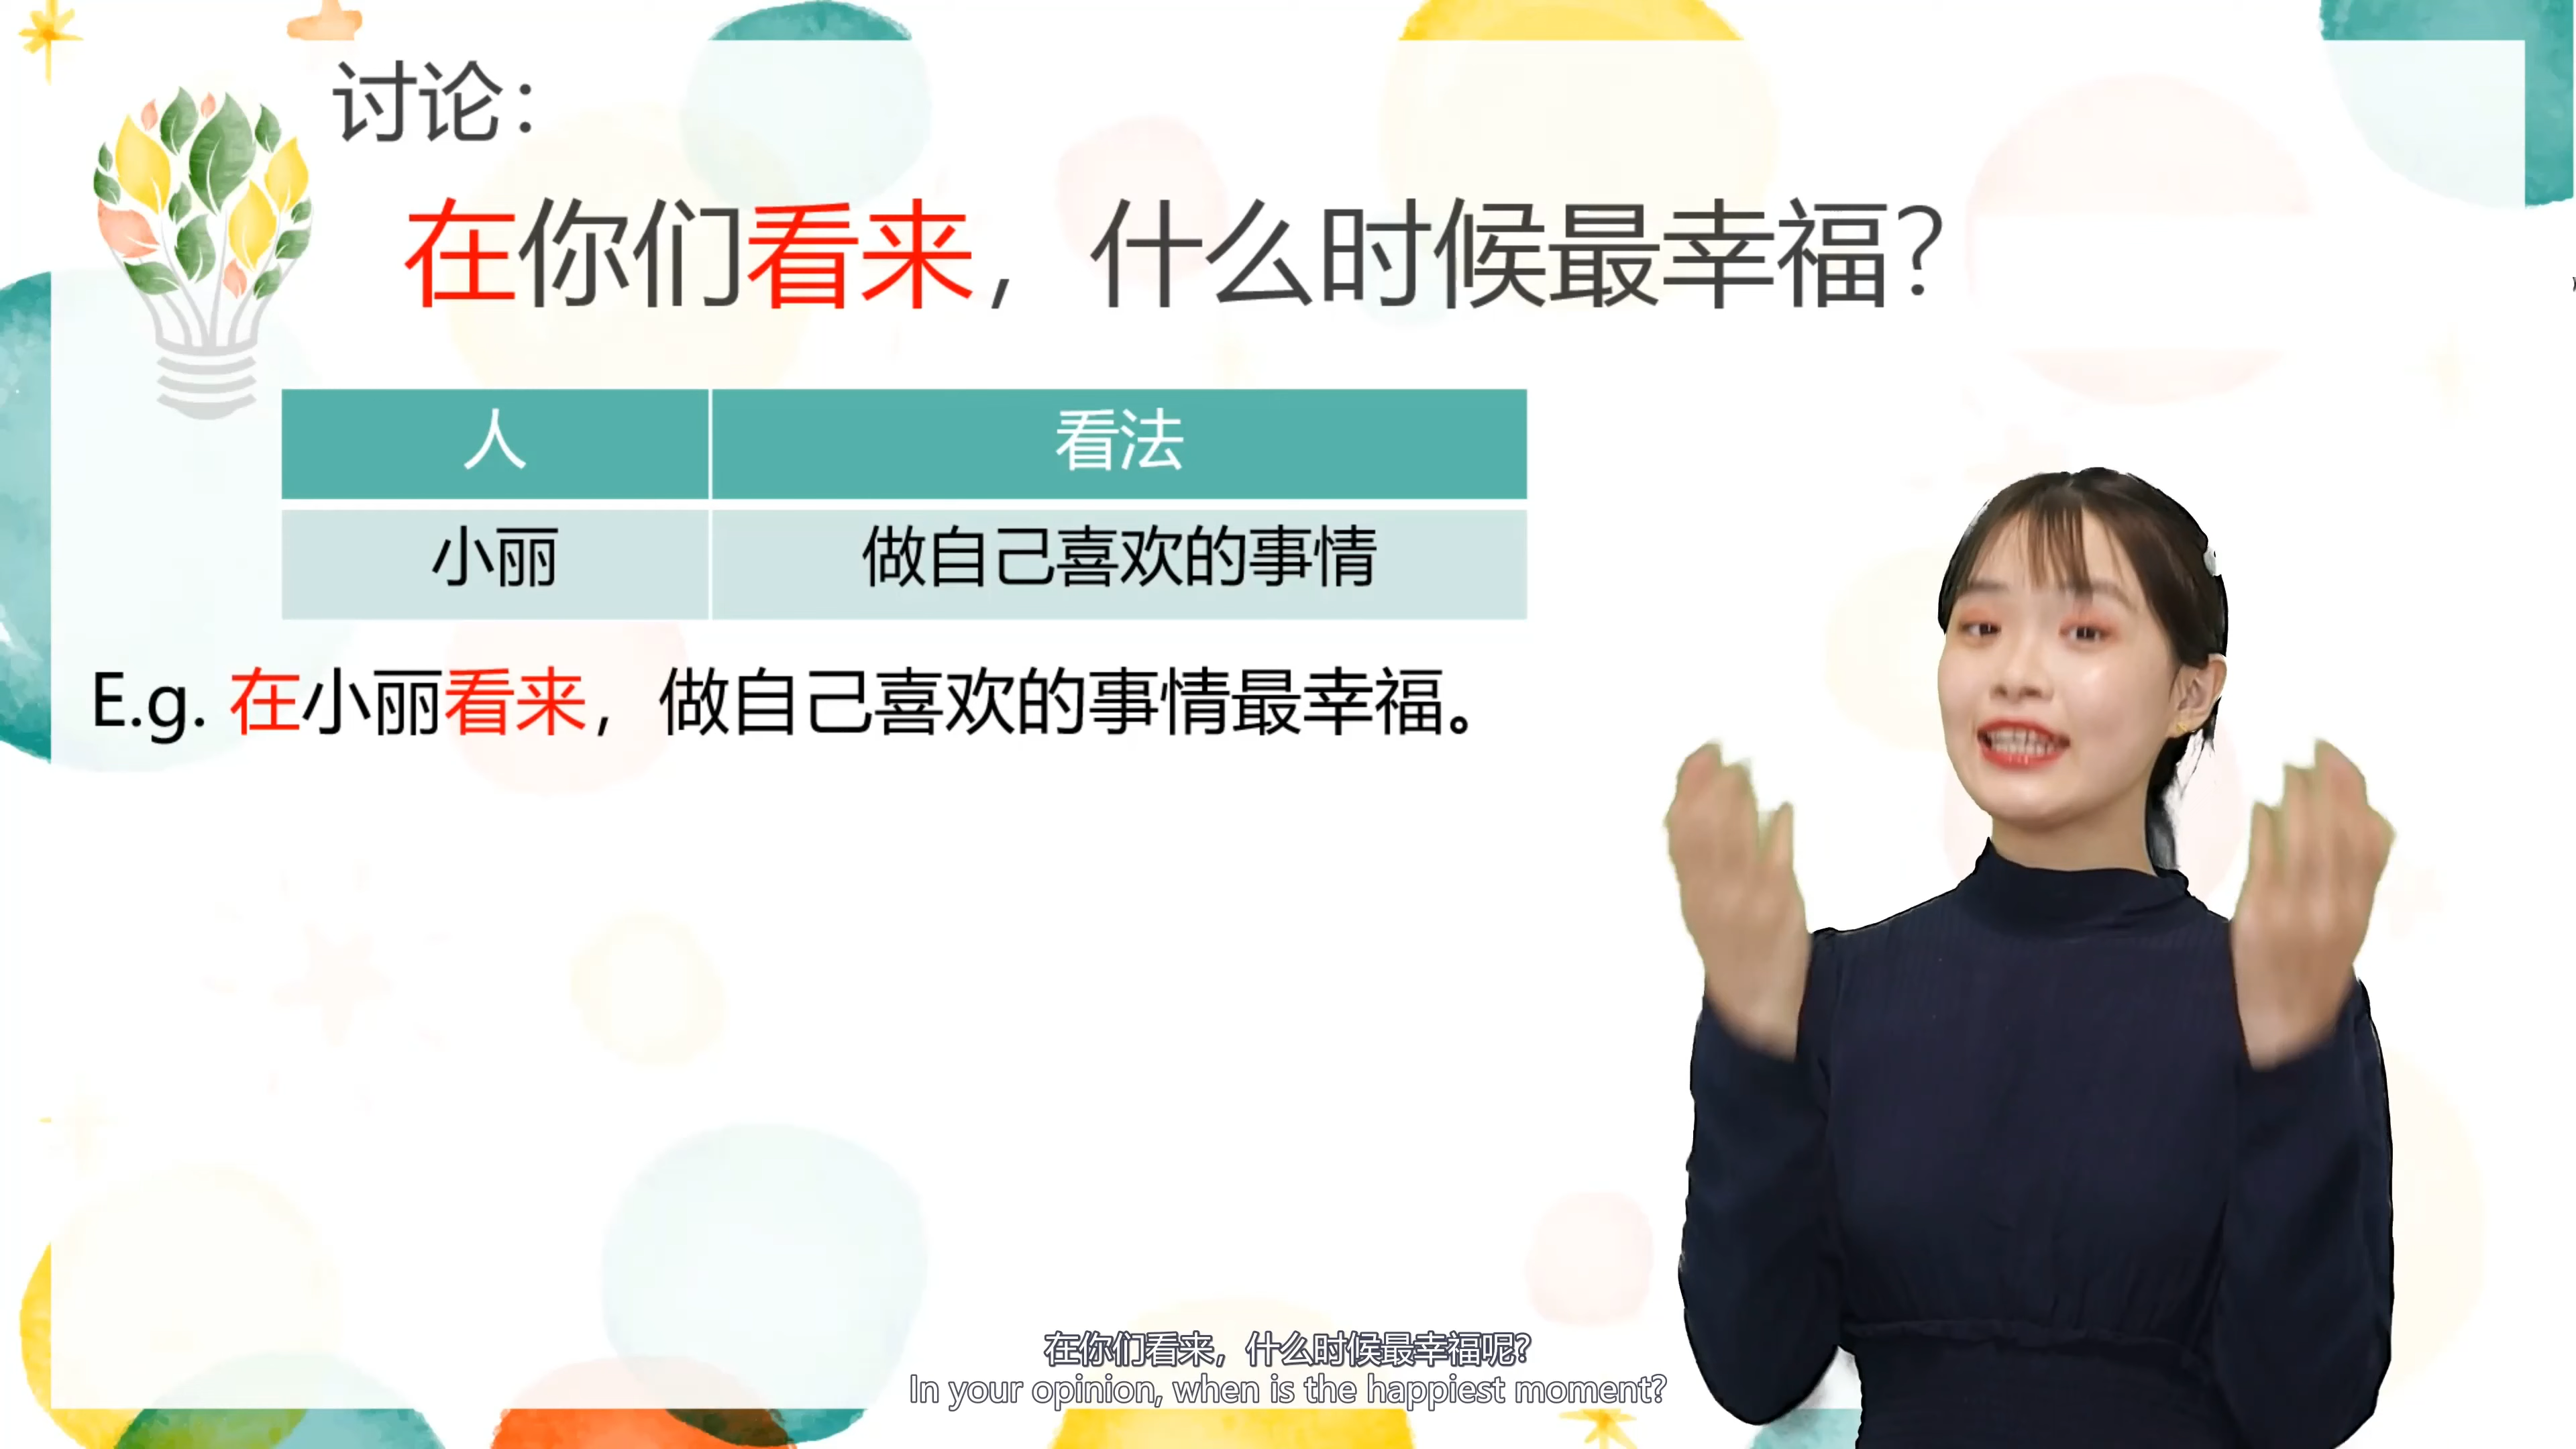 讨论：
在你们看来，什么时候最幸福？
人 看法
小丽 做自己喜欢的事情
E.g. 在小丽看来，做自己喜欢的事情最幸福。
在你们看来，什么时候最幸福呢?
In your opinion, when is the happiest moment?